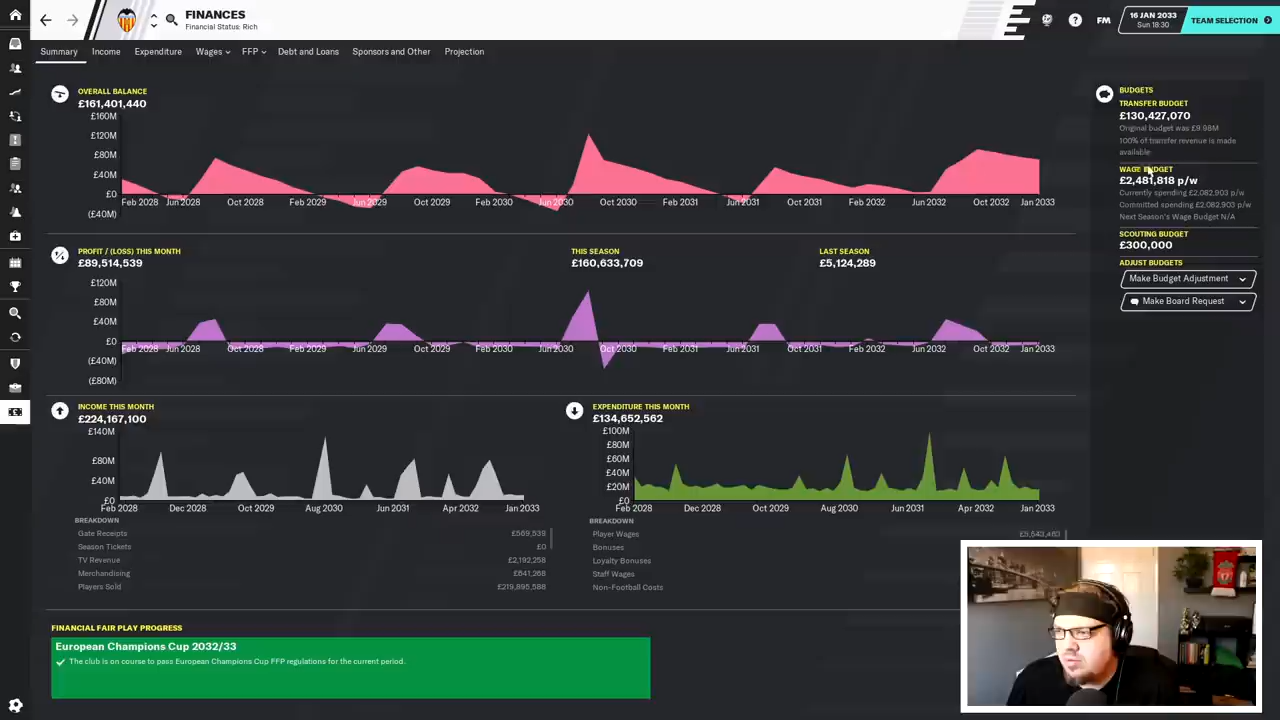 FINANCES
Financial Status: Rich
FM
16 JAN 2033
Sun 18:30
TEAM SELECTION
Summary Income Expenditure Wages FFP Debt and Loans Sponsors and Other Projection
OVERALL BALANCE
£161,401,440
£160M
£120M
£80M
£40M
£0
(£40M)
Feb 2028 Jun 2028 Oct 2028 Feb 2029 Jun 2029 Oct 2029 Feb 2030 Jun 2030 Oct 2030 Feb 2031 Jun 2031 Oct 2031 Feb 2032 Jun 2032 Oct 2032 Jan 2033
PROFIT / (LOSS) THIS MONTH
£89,514,539
THIS SEASON
£160,633,709
LAST SEASON
£5,124,289
£120M
£80M
£40M
£0
(£40M)
(£80M)
Feb 2028 Jun 2028 Oct 2028 Feb 2029 Jun 2029 Oct 2029 Feb 2030 Jun 2030 Oct 2030 Feb 2031 Jun 2031 Oct 2031 Feb 2032 Jun 2032 Oct 2032 Jan 2033
INCOME THIS MONTH
£224,167,100
£140M
£80M
£40M
£0
Feb 2028 Dec 2028 Oct 2029 Aug 2030 Jun 2031 Apr 2032 Jan 2033
BREAKDOWN
Gate Receipts £569,539
Season Tickets £0
TV Revenue £2,192,258
Merchandising £641,268
Players Sold £219,895,588
EXPENDITURE THIS MONTH
£134,652,562
£100M
£80M
£60M
£40M
£20M
£0
Feb 2028 Dec 2028 Oct 2029 Aug 2030 Jun 2031 Apr 2032 Jan 2033
BREAKDOWN
Player Wages
Bonuses
Loyalty Bonuses
Staff Wages
Non-Football Costs
FINANCIAL FAIR PLAY PROGRESS
European Champions Cup 2032/33
The club is on course to pass European Champions Cup FFP regulations for the current period.
BUDGETS
TRANSFER BUDGET
£130,427,070
Original budget was £9.98M
100% of transfer revenue is made
available
WAGE BUDGET
£2,481,818 p/w
Currently spending £2,082,903 p/w
Committed spending £2,082,903 p/w
Next Season's Wage Budget N/A
SCOUTING BUDGET
£300,000
ADJUST BUDGETS
Make Budget Adjustment
Make Board Request